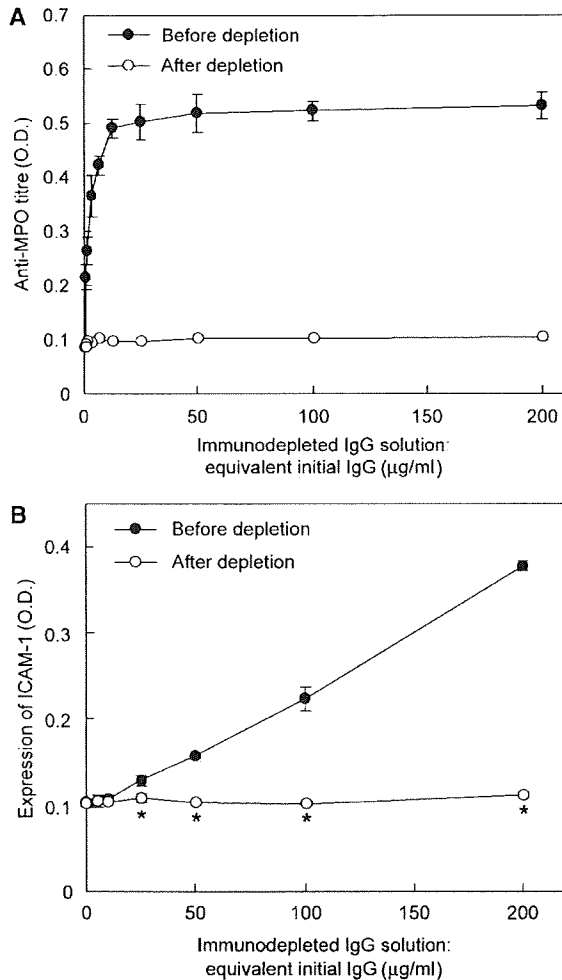 A
0.7
0.6
0.5
0.4
0.3
0.2
0.1
0
Anti-MPO titre (O.D.)
Before depletion
After depletion
0 50 100 150 200
Immunodepleted IgG solution:
equivalent initial IgG (μg/ml)
B
0.4
0.3
0.2
0.1
0
Expression of ICAM-1 (O.D.)
Before depletion
After depletion
* * * *
0 50 100 150 200
Immunodepleted IgG solution:
equivalent initial IgG (μg/ml)